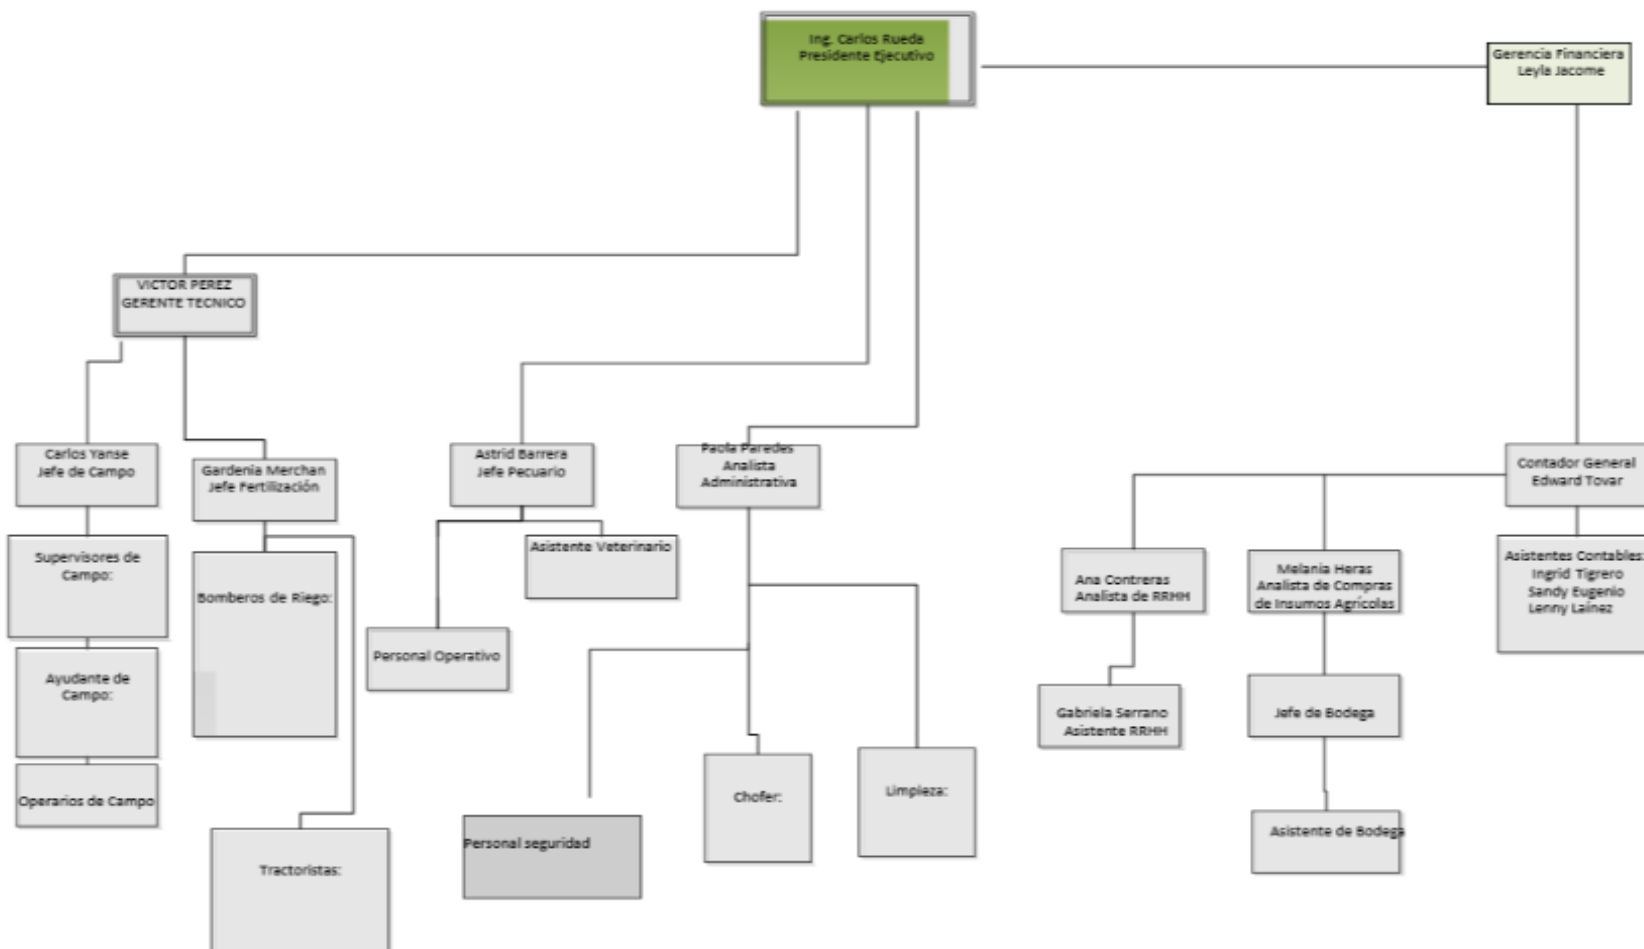 Ing. Carlos Rueda
Presidente Ejecutivo
Gerencia Financiera
Leyla Jacome
VICTOR PEREZ
GERENTE TECNICO
Carlos Yanse
Jefe de Campo
Gardenia Merchan
Jefe Fertilización
Astrid Barrera
Jefe Pecuario
Paola Paredes
Analista
Administrativa
Contador General
Edward Tovar
Supervisores de
Campo:
Bomberos de Riego:
Asistente Veterinario
Ana Contreras
Analista de RRHH
Melania Heras
Analista de Compras
de Insumos Agrícolas
Asistentes Contables:
Ingrid Tigrero
Sandy Eugenio
Lenny Laínez
Ayudante de
Campo:
Personal Operativo
Gabriela Serrano
Asistente RRHH
Jefe de Bodega
Operarios de Campo
Chofer:
Limpieza:
Personal seguridad
Asistente de Bodega
Tractoristas: